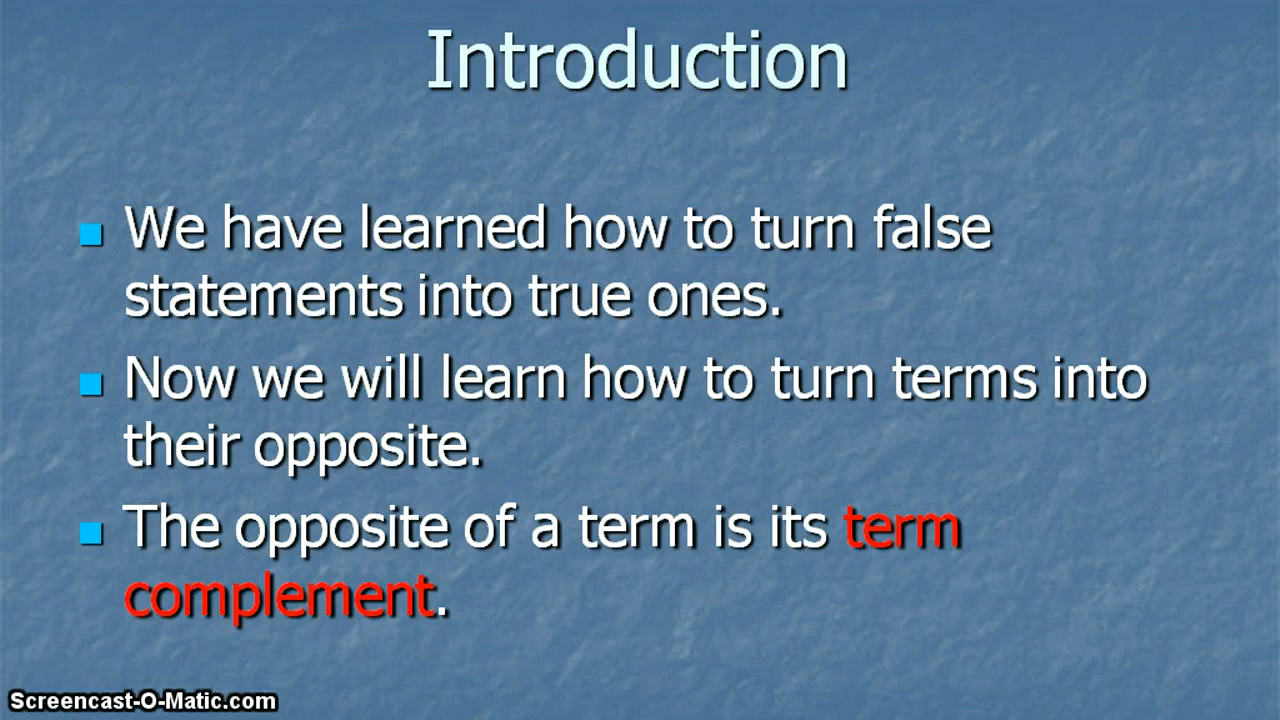 Introduction
We have learned how to turn false
statements into true ones.
Now we will learn how to turn terms into
their opposite.
The opposite of a term is its term
complement.
Screencast-O-Matic.com